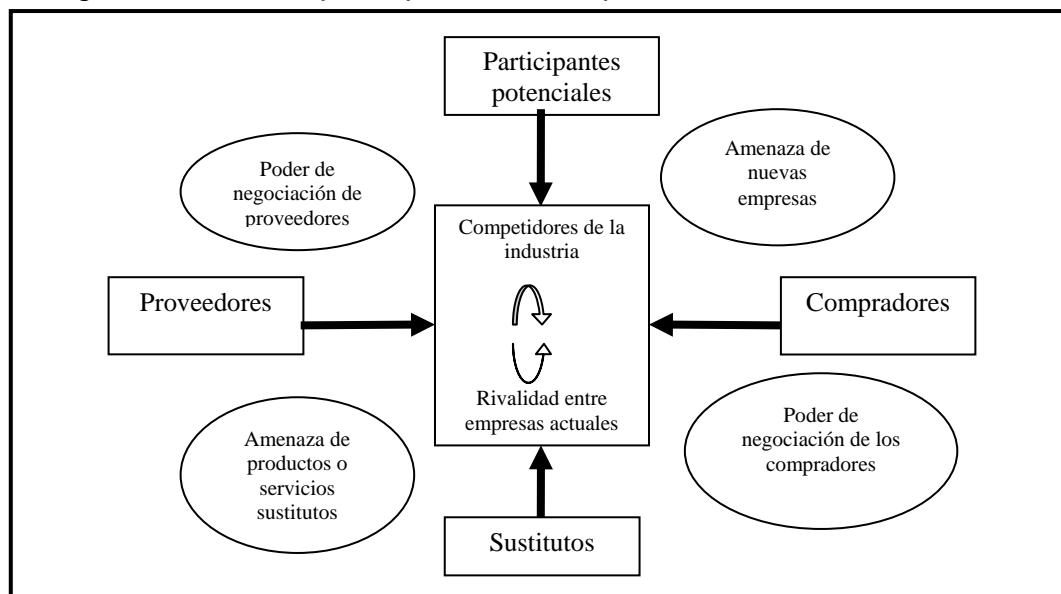 Participantes
potenciales
Poder de
negociación de
proveedores
Amenaza de
nuevas
empresas
Competidores de la
industria
Proveedores
Compradores
Rivalidad entre
empresas actuales
Amenaza de
productos o
servicios
sustitutos
Poder de
negociación de los
compradores
Sustitutos